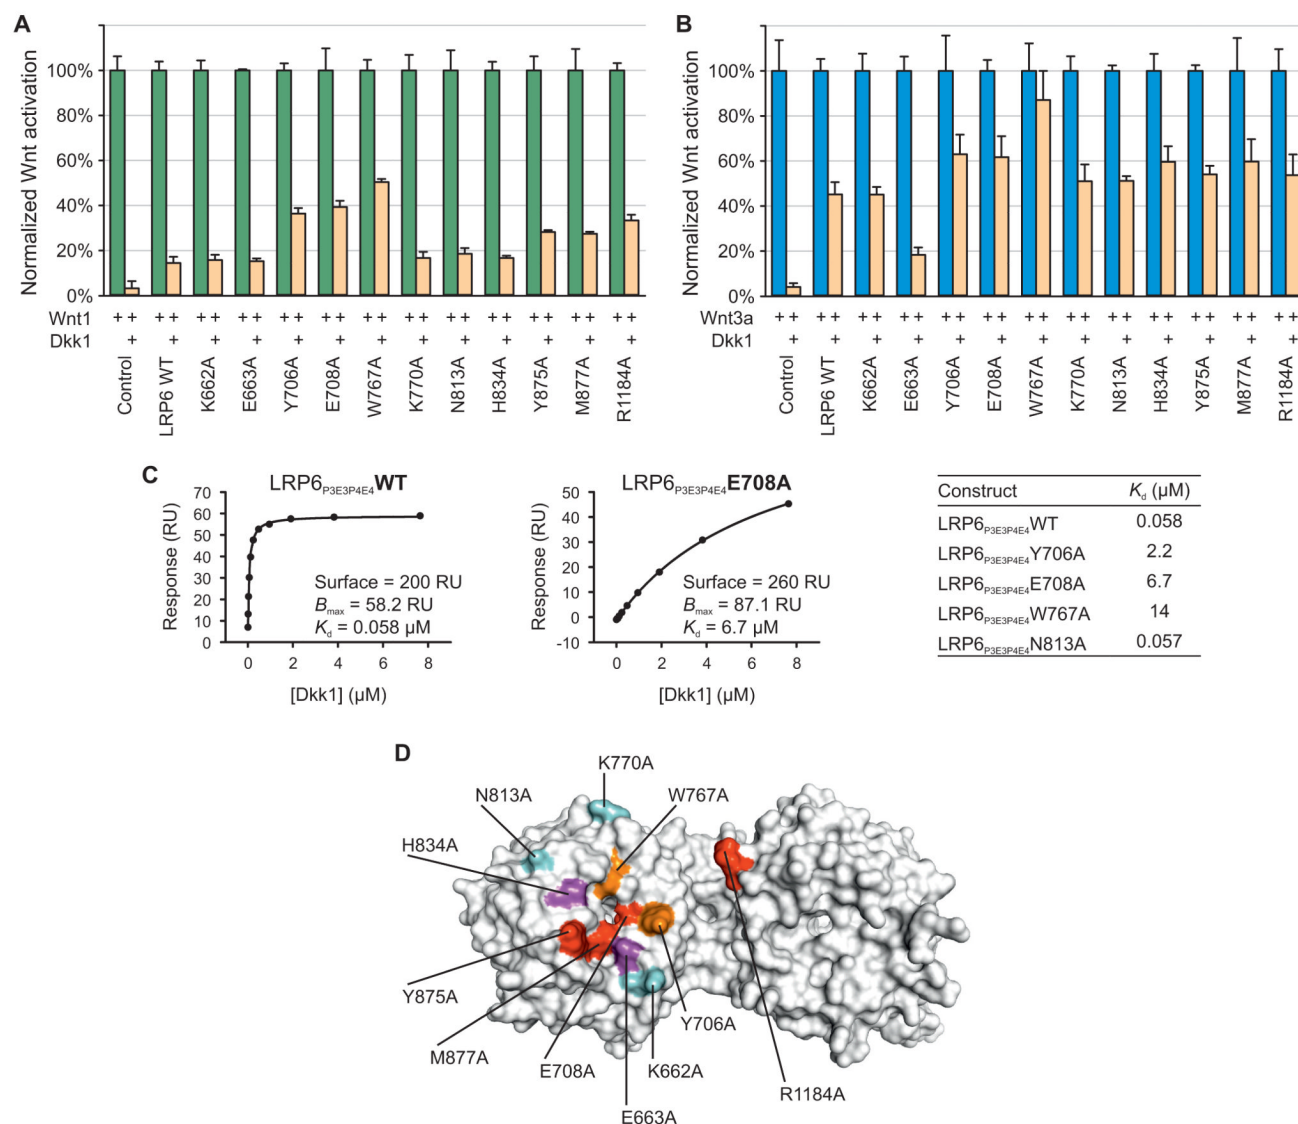 A
Normalized Wnt activation
100%
80%
60%
40%
20%
0%
Wnt1 ++ ++ ++ ++ ++ ++ ++ ++ ++ ++ ++ ++ ++
Dkk1 + + + + + + + + + + + + +
Control
LRP6 WT
K662A
E663A
Y706A
E708A
W767A
K770A
N813A
H834A
Y875A
M877A
R1184A
B
Normalized Wnt activation
100%
80%
60%
40%
20%
0%
Wnt3a ++ ++ ++ ++ ++ ++ ++ ++ ++ ++ ++ ++ ++
Dkk1 + + + + + + + + + + + + +
Control
LRP6 WT
K662A
E663A
Y706A
E708A
W767A
K770A
N813A
H834A
Y875A
M877A
R1184A
C
LRP6P3E3P4E4WT
Response (RU)
70
60
50
40
30
20
10
0
Surface = 200 RU
Bmax = 58.2 RU
Kd = 0.058 µM
0 2 4 6 8
[Dkk1] (µM)
LRP6P3E3P4E4E708A
Response (RU)
50
40
30
20
10
0
-10
Surface = 260 RU
Bmax = 87.1 RU
Kd = 6.7 µM
0 2 4 6 8
[Dkk1] (µM)
Construct Kd (µM)
LRP6P3E3P4E4WT 0.058
LRP6P3E3P4E4Y706A 2.2
LRP6P3E3P4E4E708A 6.7
LRP6P3E3P4E4W767A 14
LRP6P3E3P4E4N813A 0.057
D
K770A
N813A
W767A
H834A
Y875A
Y706A
M877A
E708A
K662A
R1184A
E663A